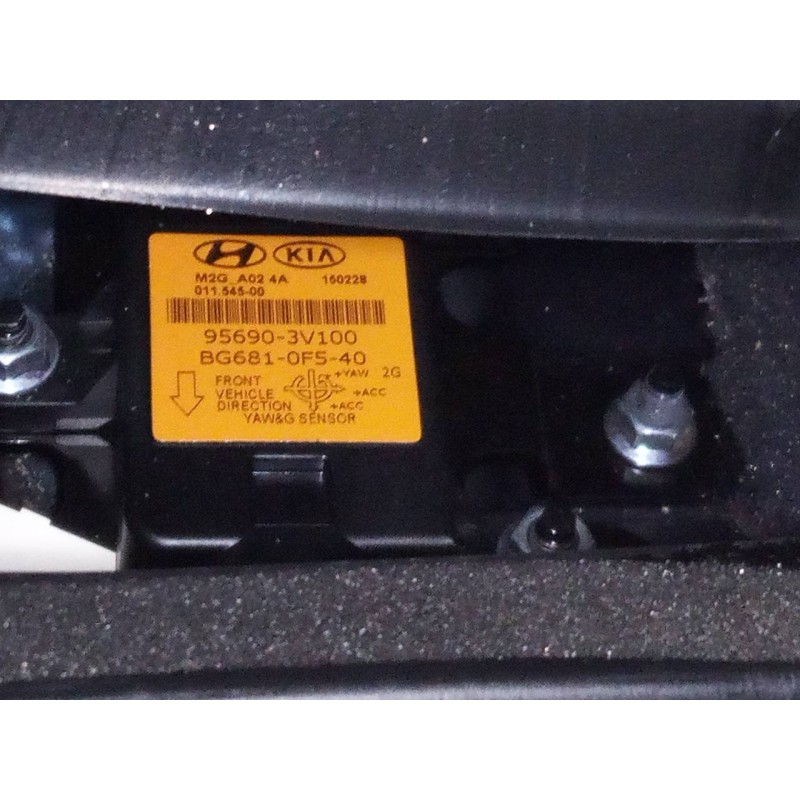 KIA
M2G_A02 4A 150228
011.545-00
95690-3V100
BG681-0F5-40
FRONT VEHICLE DIRECTION
+YAW 2G
+ACC
+ACC
YAW&G SENSOR